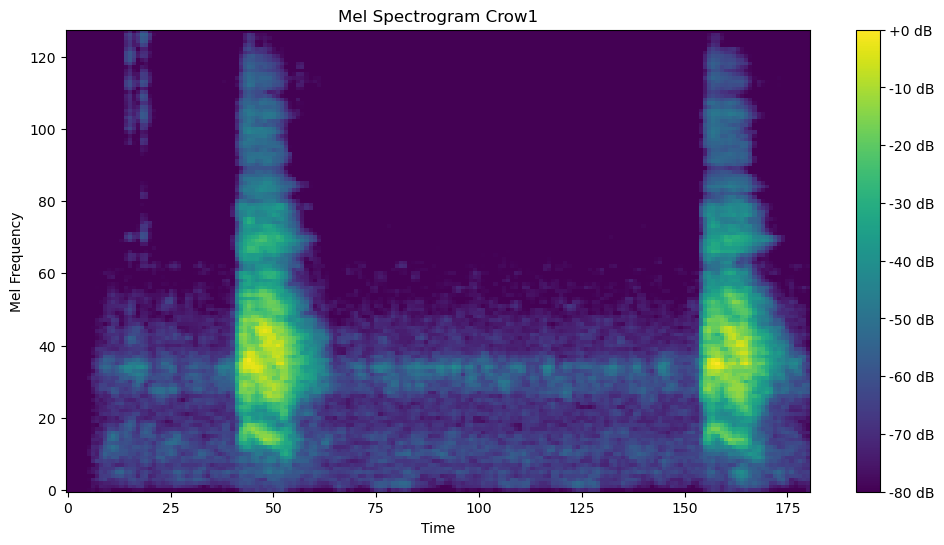 Mel Spectrogram Crow1
120
100
80
60
40
20
0
Mel Frequency
0 25 50 75 100 125 150 175
Time
+0 dB
-10 dB
-20 dB
-30 dB
-40 dB
-50 dB
-60 dB
-70 dB
-80 dB